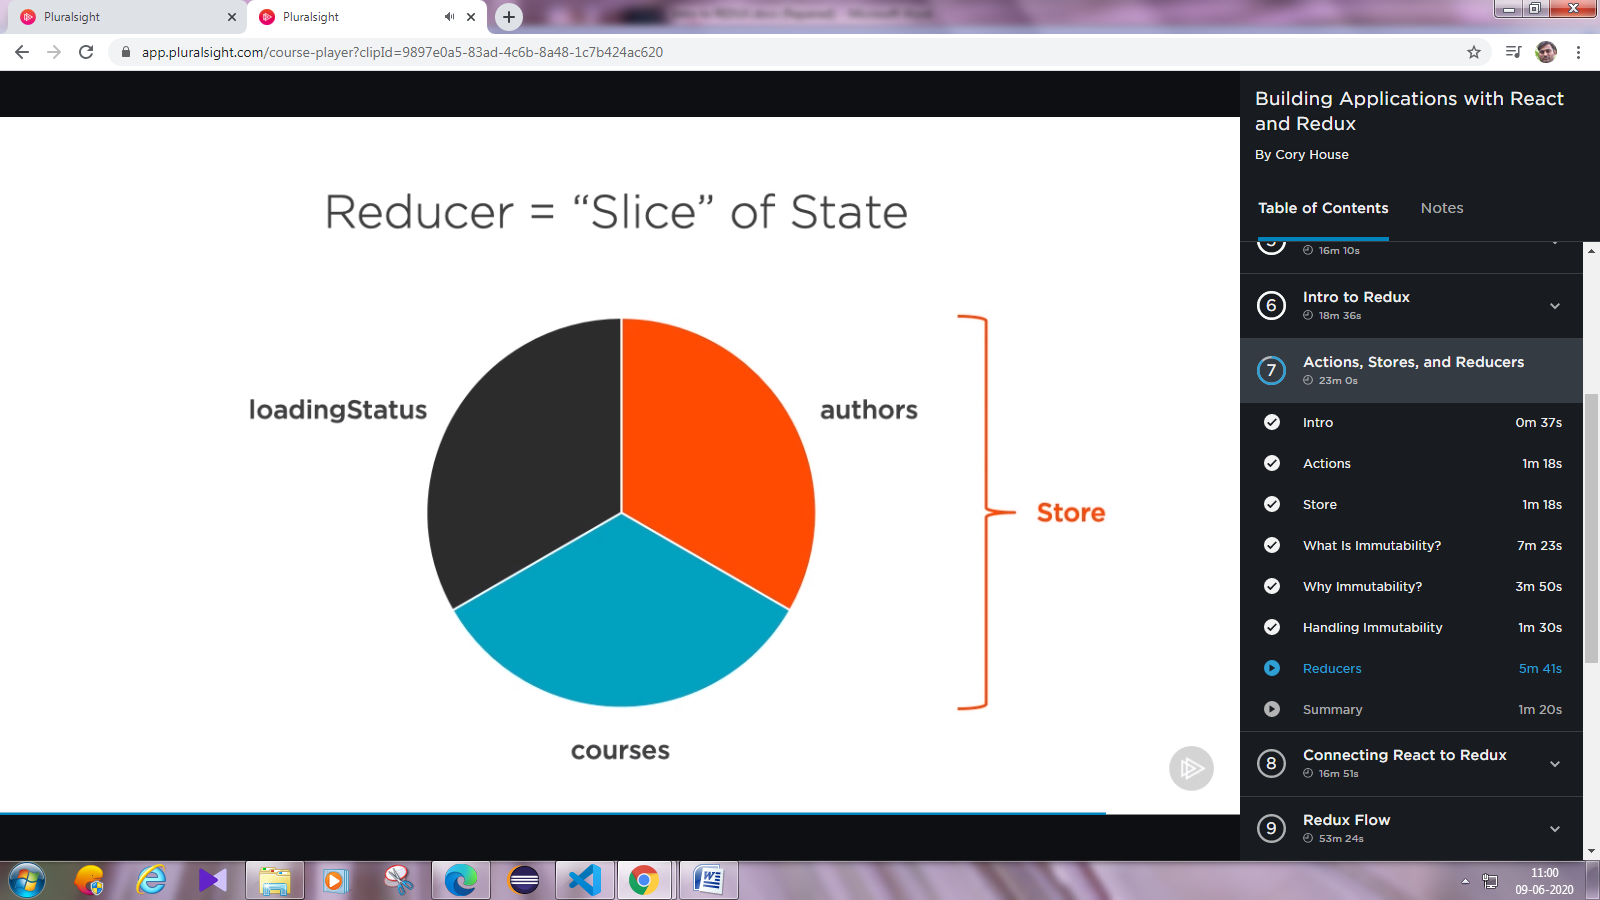 Pluralsight
Pluralsight
app.pluralsight.com/course-player?clipId=9897e0a5-83ad-4c6b-8a48-1c7b424ac620
Reducer = “Slice” of State
loadingStatus
authors
Store
courses
Building Applications with React
and Redux
By Cory House
Table of Contents Notes
16m 10s
6 Intro to Redux
18m 36s
7 Actions, Stores, and Reducers
23m 0s
Intro 0m 37s
Actions 1m 18s
Store 1m 18s
What Is Immutability? 7m 23s
Why Immutability? 3m 50s
Handling Immutability 1m 30s
Reducers 5m 41s
Summary 1m 20s
8 Connecting React to Redux
16m 51s
9 Redux Flow
53m 24s
11:00
09-06-2020